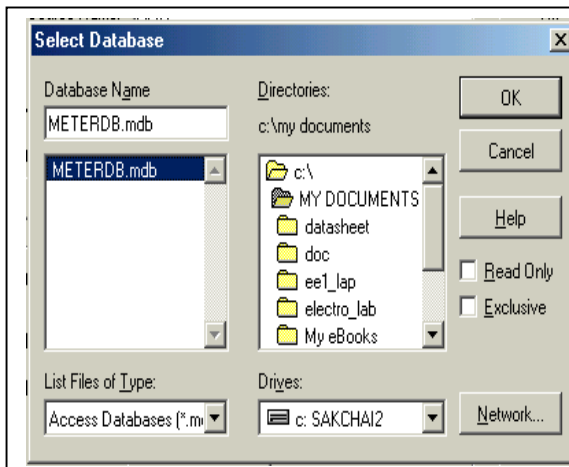 Select Database
Database Name
METERDB.mdb
METERDB.mdb
List Files of Type:
Access Databases (*.m
Directories:
c:\my documents
c:\
MY DOCUMENTS
datasheet
doc
ee1_lap
electro_lab
My eBooks
Drives:
c: SAKCHAI2
OK
Cancel
Help
Read Only
Exclusive
Network...